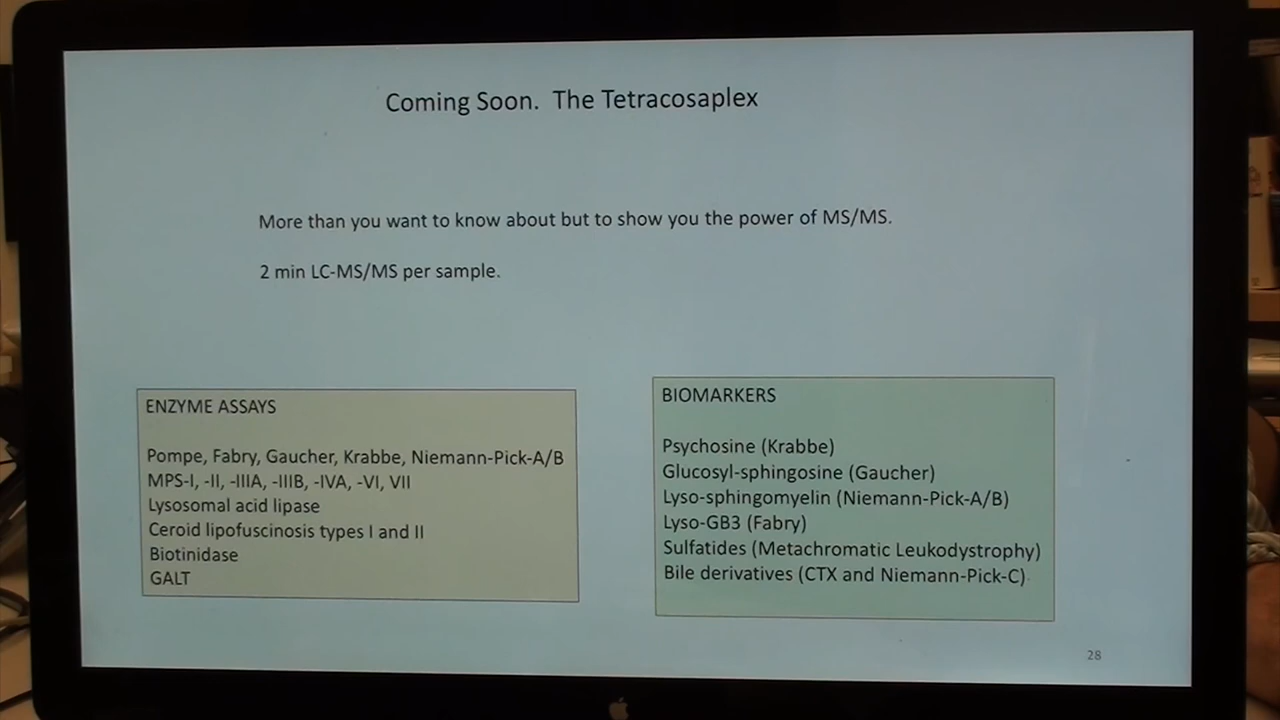 Coming Soon. The Tetracosaplex
More than you want to know about but to show you the power of MS/MS.
2 min LC-MS/MS per sample.
ENZYME ASSAYS
Pompe, Fabry, Gaucher, Krabbe, Niemann-Pick-A/B
MPS-I, -II, -IIIA, -IIIB, -IVA, -VI, VII
Lysosomal acid lipase
Ceroid lipofuscinosis types I and II
Biotinidase
GALT
BIOMARKERS
Psychosine (Krabbe)
Glucosyl-sphingosine (Gaucher)
Lyso-sphingomyelin (Niemann-Pick-A/B)
Lyso-GB3 (Fabry)
Sulfatides (Metachromatic Leukodystrophy)
Bile derivatives (CTX and Niemann-Pick-C)
28